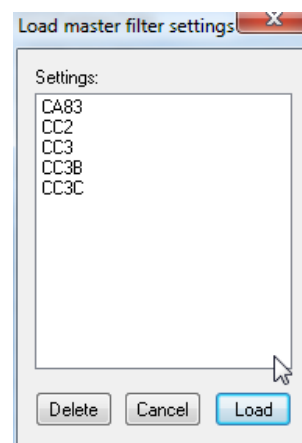 Load master filter settings
Settings:
CA83
CC2
CC3
CC3B
CC3C
Delete Cancel Load